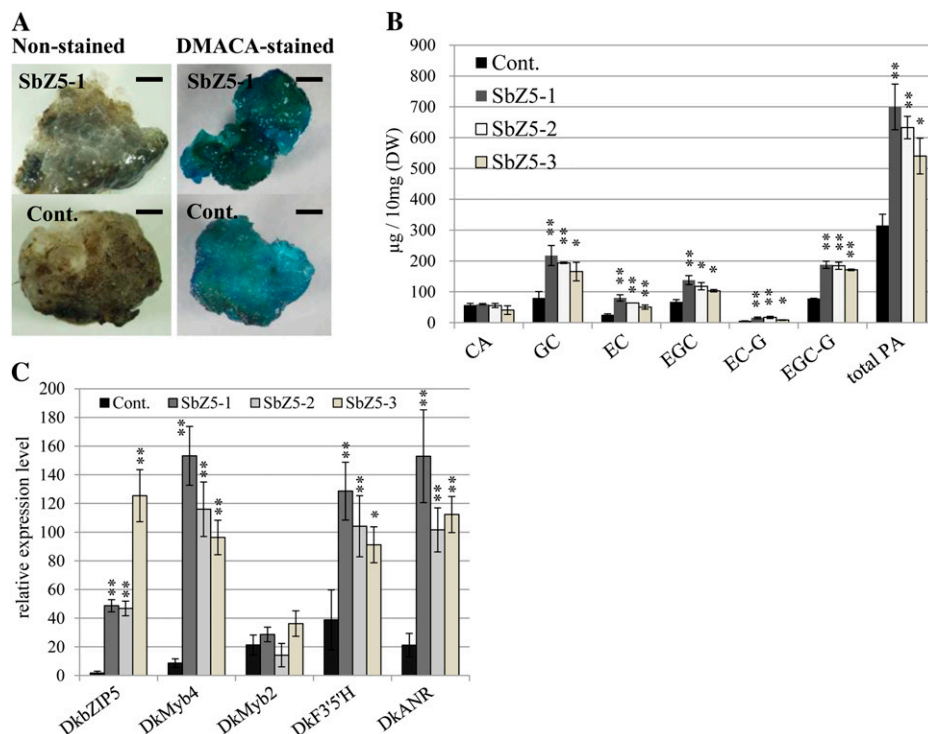 A
Non-stained DMACA-stained
SbZ5-1 SbZ5-1
Cont. Cont.
B
µg / 10mg (DW)
900
800
700
600
500
400
300
200
100
0
Cont.
SbZ5-1
SbZ5-2
SbZ5-3
** ** *
** ** **
** * *
** ** *
** ** **
** ** *
CA GC EC EGC EC-G EGC-G total PA
C
relative expression level
200
180
160
140
120
100
80
60
40
20
0
Cont. SbZ5-1 SbZ5-2 SbZ5-3
** ** **
** ** **
** ** *
** ** **
DkbZIP5 DkMyb4 DkMyb2 DkF3'5'H DkANR